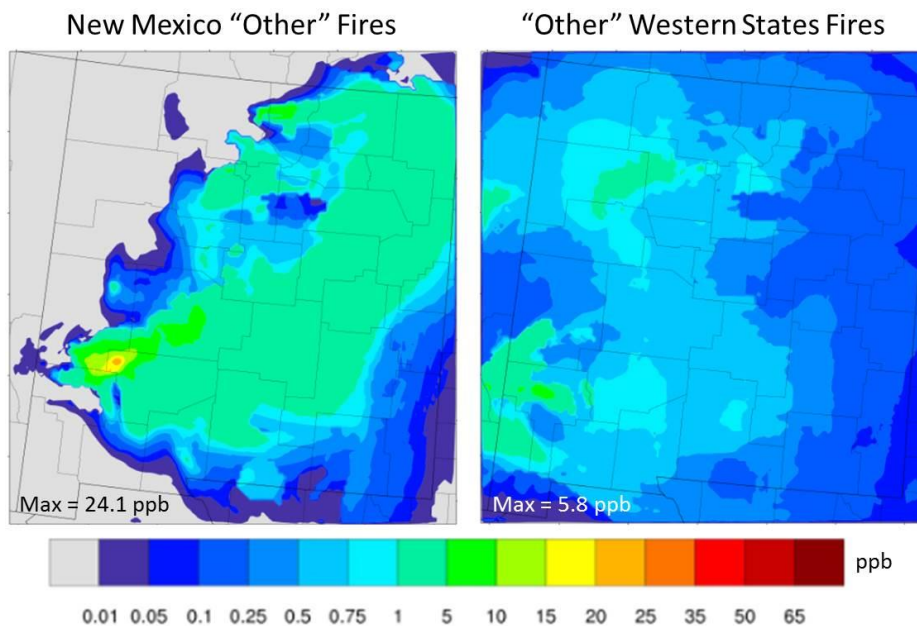 New Mexico “Other” Fires
“Other” Western States Fires
Max = 24.1 ppb
Max = 5.8 ppb
ppb
0.01 0.05 0.1 0.25 0.5 0.75 1 5 10 15 20 25 35 50 65